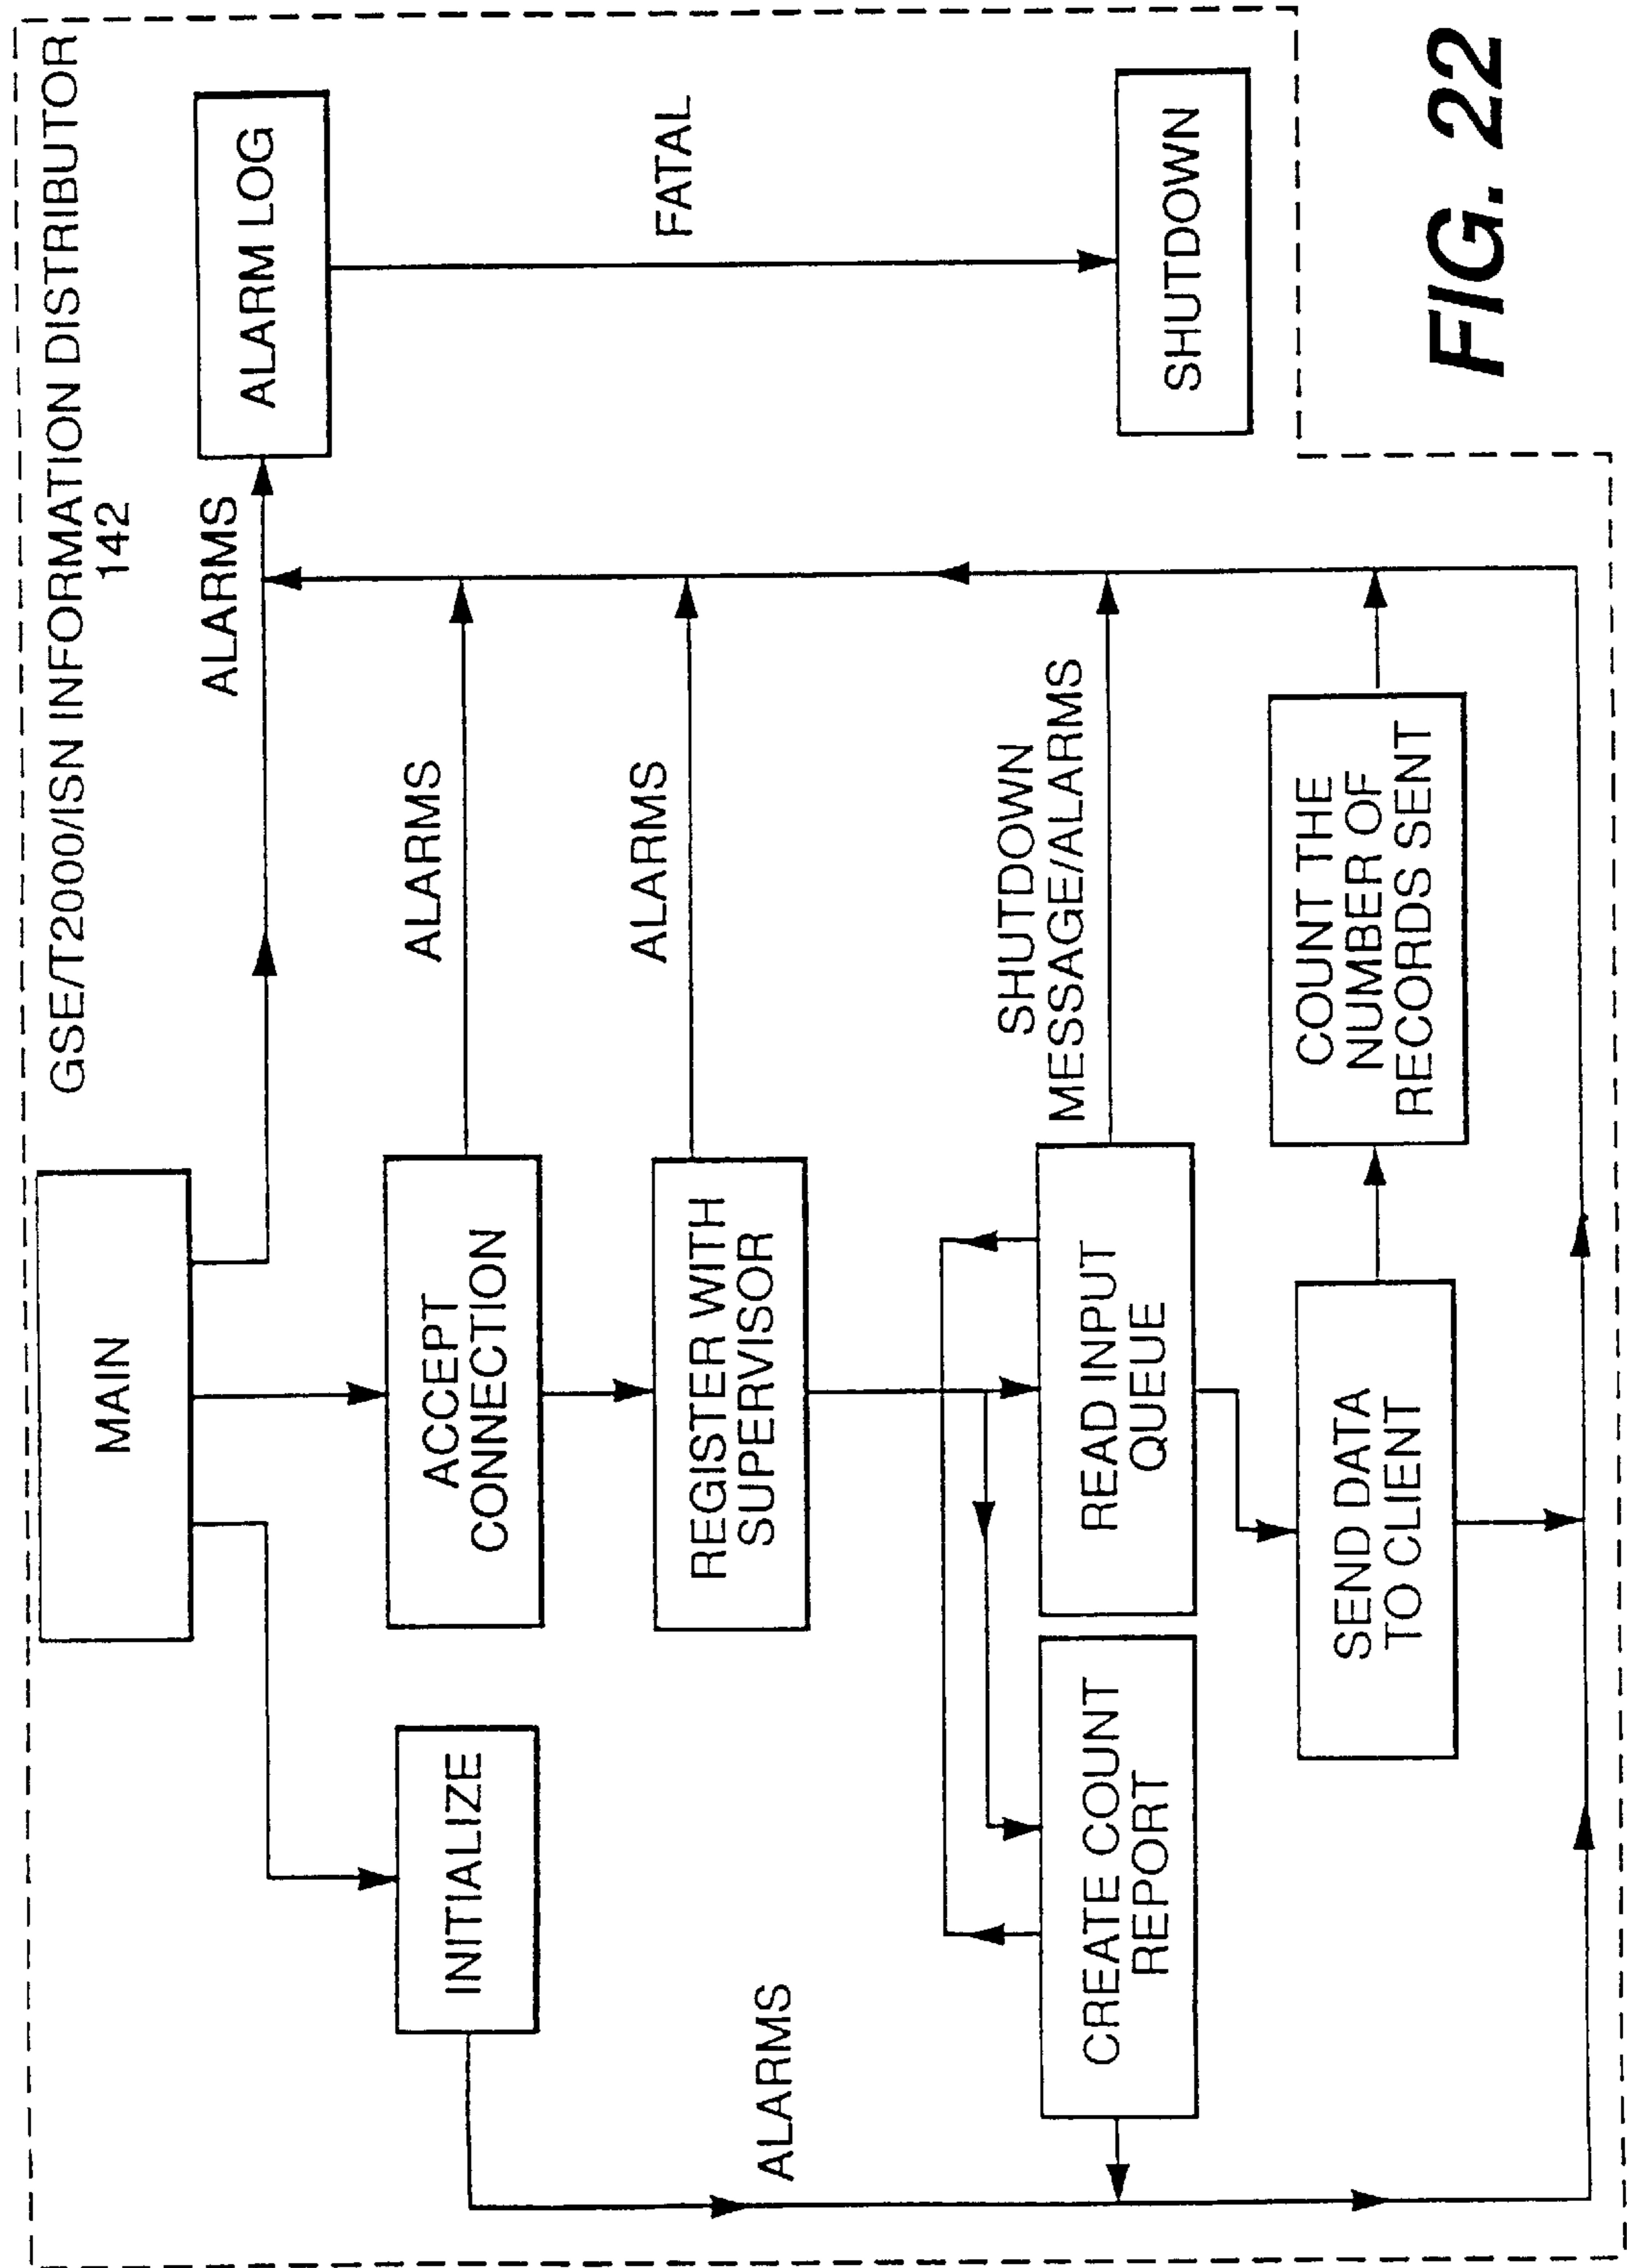 GSE/T2000/ISN INFORMATION DISTRIBUTOR
142
MAIN
ALARMS
ALARM LOG
INITIALIZE
ACCEPT
CONNECTION
ALARMS
FATAL
REGISTER WITH
SUPERVISOR
ALARMS
ALARMS
CREATE COUNT
REPORT
READ INPUT
QUEUE
SHUTDOWN
MESSAGE/ALARMS
SHUTDOWN
SEND DATA
TO CLIENT
COUNT THE
NUMBER OF
RECORDS SENT
FIG. 22